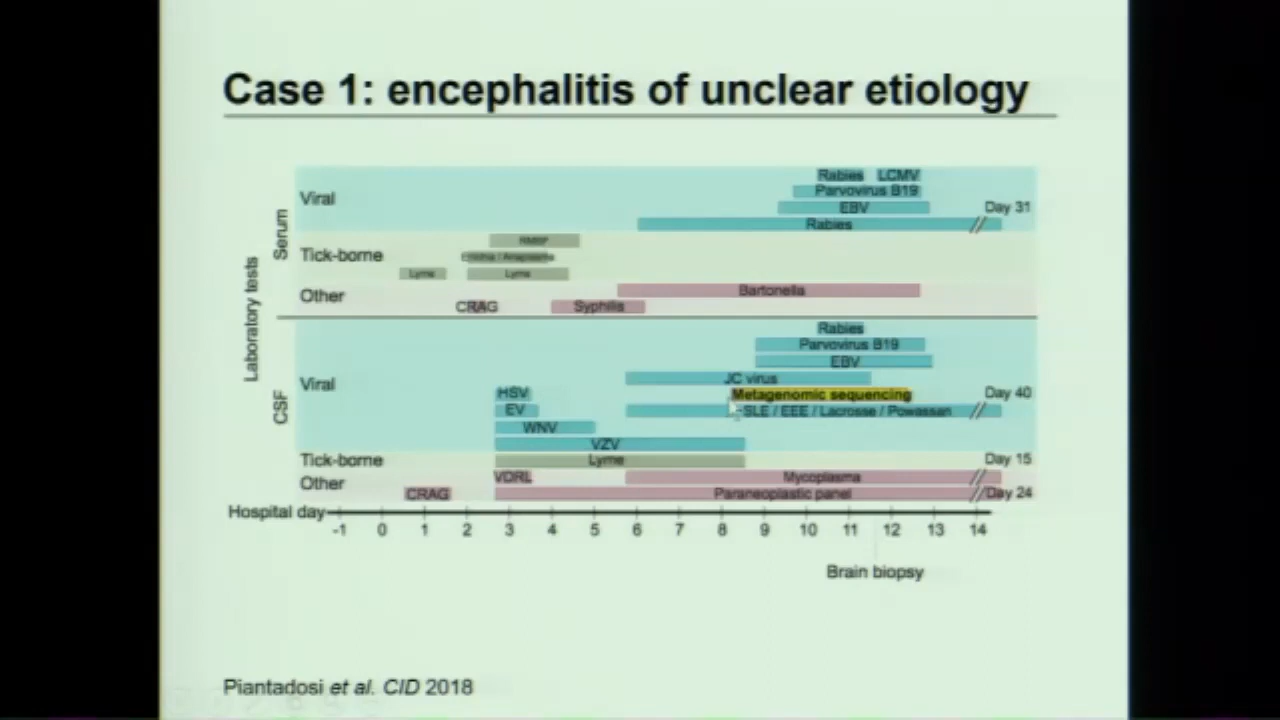 Case 1: encephalitis of unclear etiology
Laboratory tests
Serum
Viral
Rabies LCMV
Parvovirus B19
EBV
Day 31
Rabies
Tick-borne
RMSF
Ehrlichia / Anaplasma
Lyme
Lyme
Other
Bartonella
CRAG
Syphilis
CSF
Viral
Rabies
Parvovirus B19
EBV
JC virus
HSV
Metagenomic sequencing
Day 40
EV
SLE / EEE / Lacrosse / Powassan
WNV
VZV
Tick-borne
Lyme
Day 15
Other
VDRL
Mycoplasma
CRAG
Paraneoplastic panel
Day 24
Hospital day
-1 0 1 2 3 4 5 6 7 8 9 10 11 12 13 14
Brain biopsy
Piantadosi et al. CID 2018